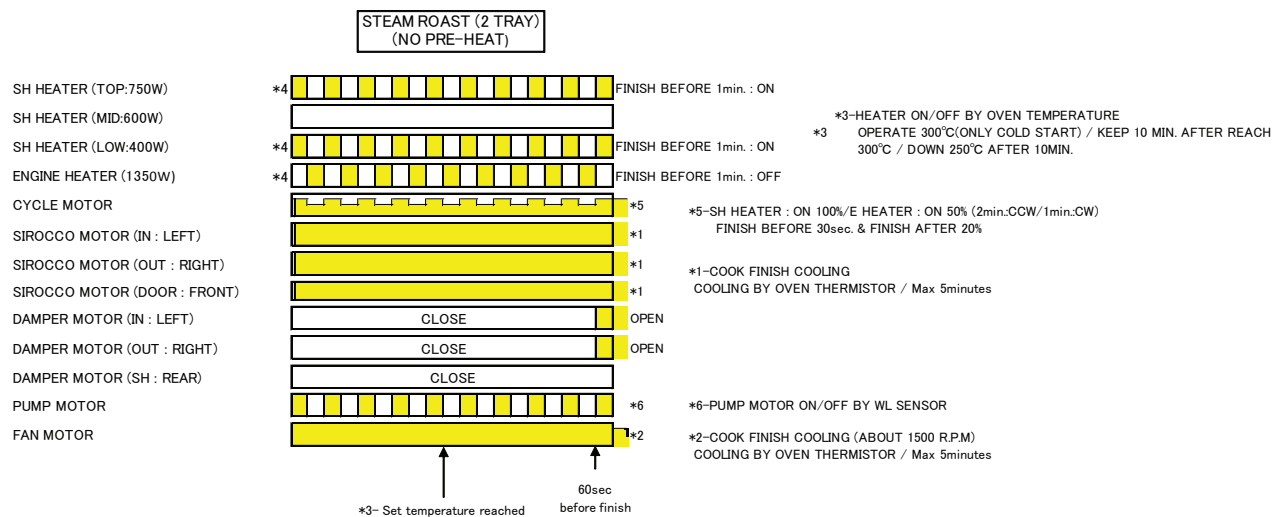 STEAM ROAST (2 TRAY)
(NO PRE-HEAT)
SH HEATER (TOP:750W) *4 FINISH BEFORE 1min. : ON
SH HEATER (MID:600W) *3-HEATER ON/OFF BY OVEN TEMPERATURE
*3 OPERATE 300℃(ONLY COLD START) / KEEP 10 MIN. AFTER REACH
SH HEATER (LOW:400W) *4 FINISH BEFORE 1min. : ON 300℃ / DOWN 250℃ AFTER 10MIN.
ENGINE HEATER (1350W) *4 FINISH BEFORE 1min. : OFF
CYCLE MOTOR *5 *5-SH HEATER : ON 100%/E HEATER : ON 50% (2min.:CCW/1min.:CW)
FINISH BEFORE 30sec. & FINISH AFTER 20%
SIROCCO MOTOR (IN : LEFT) *1
SIROCCO MOTOR (OUT : RIGHT) *1 *1-COOK FINISH COOLING
SIROCCO MOTOR (DOOR : FRONT) *1 COOLING BY OVEN THERMISTOR / Max 5minutes
DAMPER MOTOR (IN : LEFT) CLOSE OPEN
DAMPER MOTOR (OUT : RIGHT) CLOSE OPEN
DAMPER MOTOR (SH : REAR) CLOSE
PUMP MOTOR *6 *6-PUMP MOTOR ON/OFF BY WL SENSOR
FAN MOTOR *2 *2-COOK FINISH COOLING (ABOUT 1500 R.P.M)
COOLING BY OVEN THERMISTOR / Max 5minutes
60sec
before finish
*3- Set temperature reached